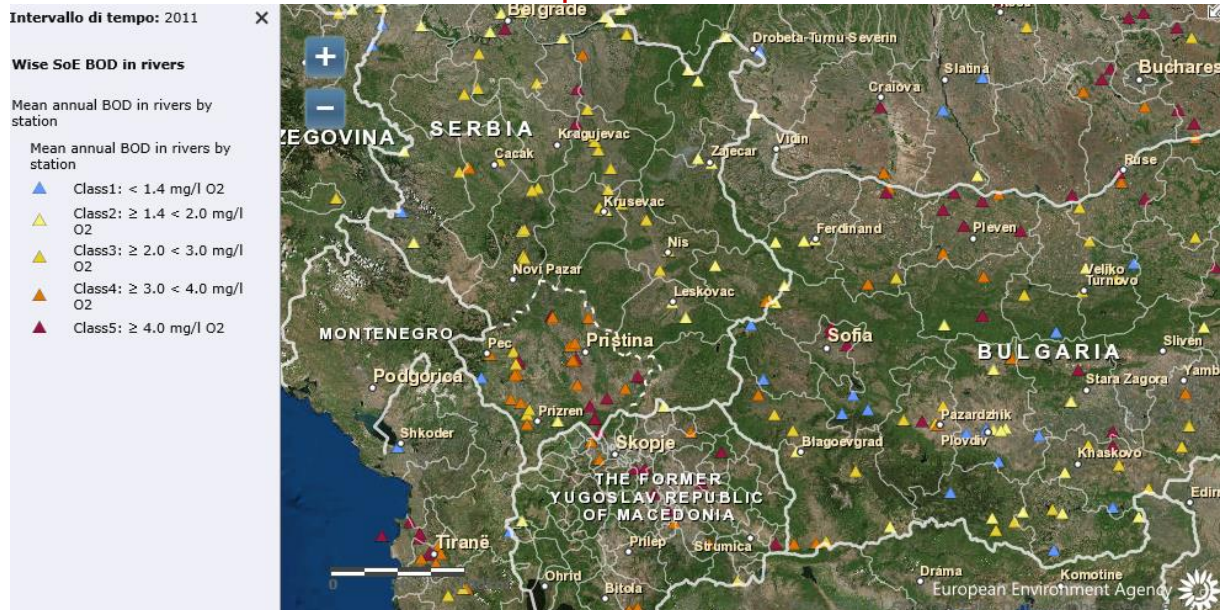 Intervallo di tempo: 2011
Wise SoE BOD in rivers
Mean annual BOD in rivers by
station
Mean annual BOD in rivers by
station
Class1: < 1.4 mg/l O2
Class2: ≥ 1.4 < 2.0 mg/l
O2
Class3: ≥ 2.0 < 3.0 mg/l
O2
Class4: ≥ 3.0 < 4.0 mg/l
O2
Class5: ≥ 4.0 mg/l O2
Belgrade
Drobeta-Turnu-Severin
Slatina
Buchares
Craiova
ZEGOVINA
SERBIA
Kragujevac
Cacak
Zajecar
Vidin
Ruse
Krusevac
Ferdinand
Pleven
Nis
Novi Pazar
Veliko
Turnovo
Leskovac
MONTENEGRO
Pec
Pristina
Sofia
BULGARIA
Sliven
Podgorica
Stara Zagora
Yamb
Prizren
Pazardzhik
Shkoder
Skopje
Blagoevgrad
Plovdiv
Khaskovo
THE FORMER
YUGOSLAV REPUBLIC
OF MACEDONIA
Edirn
Tiranë
Prilep
Strumica
0
Ohrid
Bitola
Dráma
Komotine
European Environment Agency